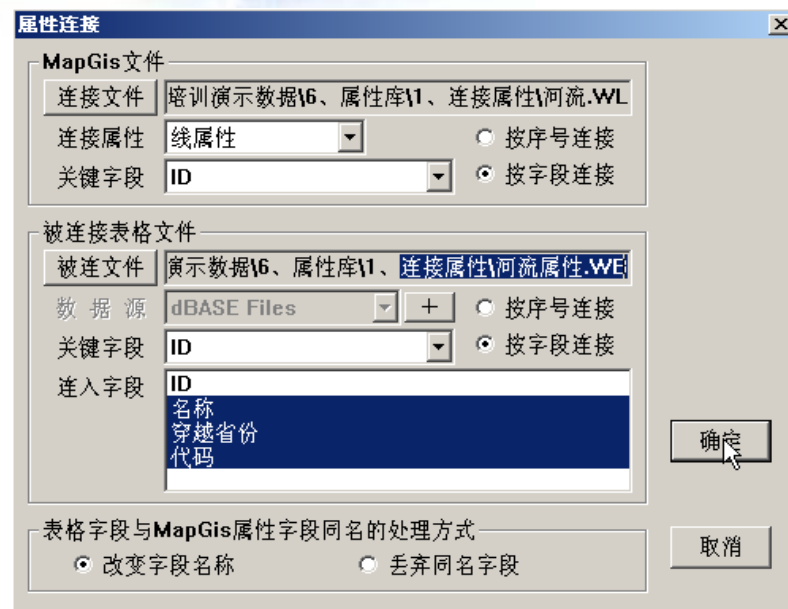 属性连接
MapGis文件
连接文件 培训演示数据\6、属性库\1、连接属性\河流.WL
连接属性 线属性 按序号连接
关键字段 ID 按字段连接
被连接表格文件
被连文件 演示数据\6、属性库\1、连接属性\河流属性.WB
数据源 dBASE Files + 按序号连接
关键字段 ID 按字段连接
连入字段 ID
名称
穿越省份
代码
确定
表格字段与MapGis属性字段同名的处理方式
改变字段名称 丢弃同名字段
取消